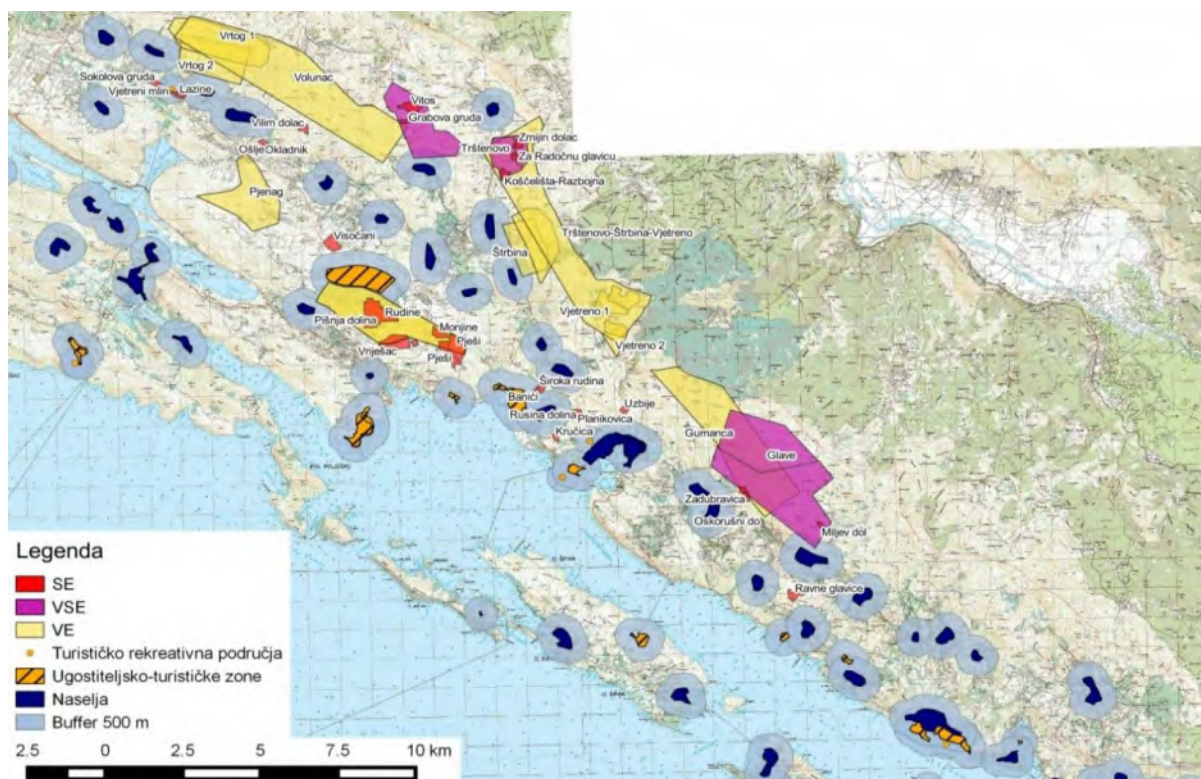 Vrtog 1
Vrtog 2
Volunac
Sokolova gruda
Vjetreni mlin
Lazine
Vitos
Grabova gruda
Vilim dolac
Ošlje
Okladnik
Trštenovo
Zmijin dolac
Za Radočnu glavicu
Koščelišta-Razbojna
Pjenag
Visočani
Štrbina
Trštenovo-Štrbina-Vjetreno
Rudine
Pišnja dolina
Monjine
Pješi
Vriješac
Pješi
Vjetreno 1
Vjetreno 2
Široka rudina
Banići
Rusina dolina
Planikovica
Uzbije
Kručica
Gumanca
Glave
Zadubravica
Oskorušni do
Miljev dol
Ravne glavice
Legenda
SE
VSE
VE
Turističko rekreativna područja
Ugostiteljsko-turističke zone
Naselja
Buffer 500 m
2.5 0 2.5 5 7.5 10 km